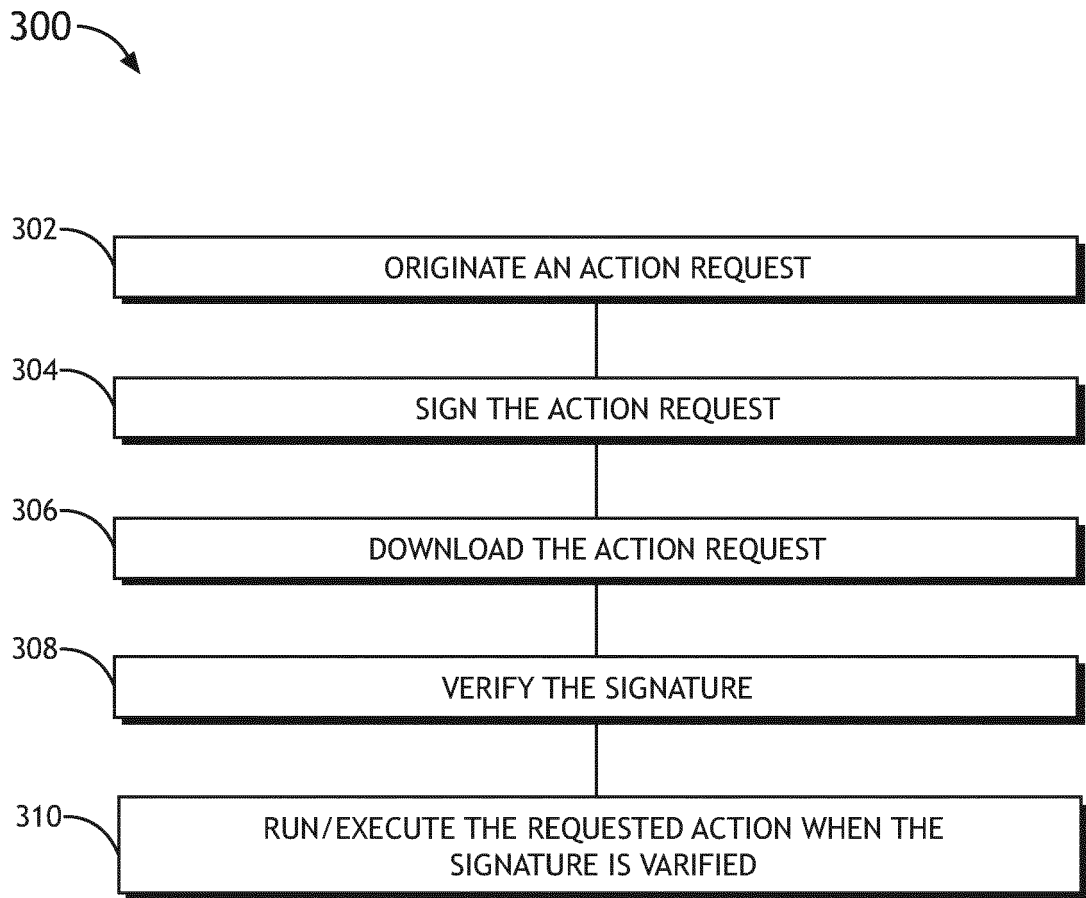 300
302
ORIGINATE AN ACTION REQUEST
304
SIGN THE ACTION REQUEST
306
DOWNLOAD THE ACTION REQUEST
308
VERIFY THE SIGNATURE
310
RUN/EXECUTE THE REQUESTED ACTION WHEN THE
SIGNATURE IS VARIFIED